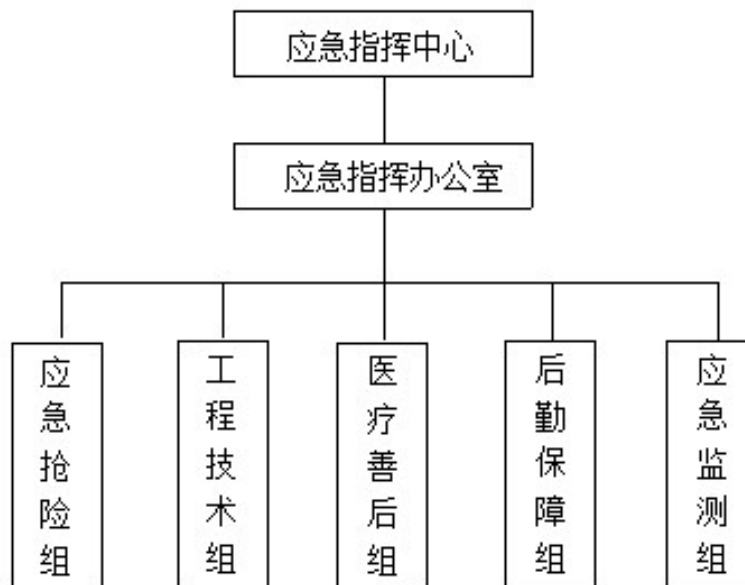 应急指挥中心
应急指挥办公室
应急抢险组
工程技术组
医疗善后组
后勤保障组
应急监测组